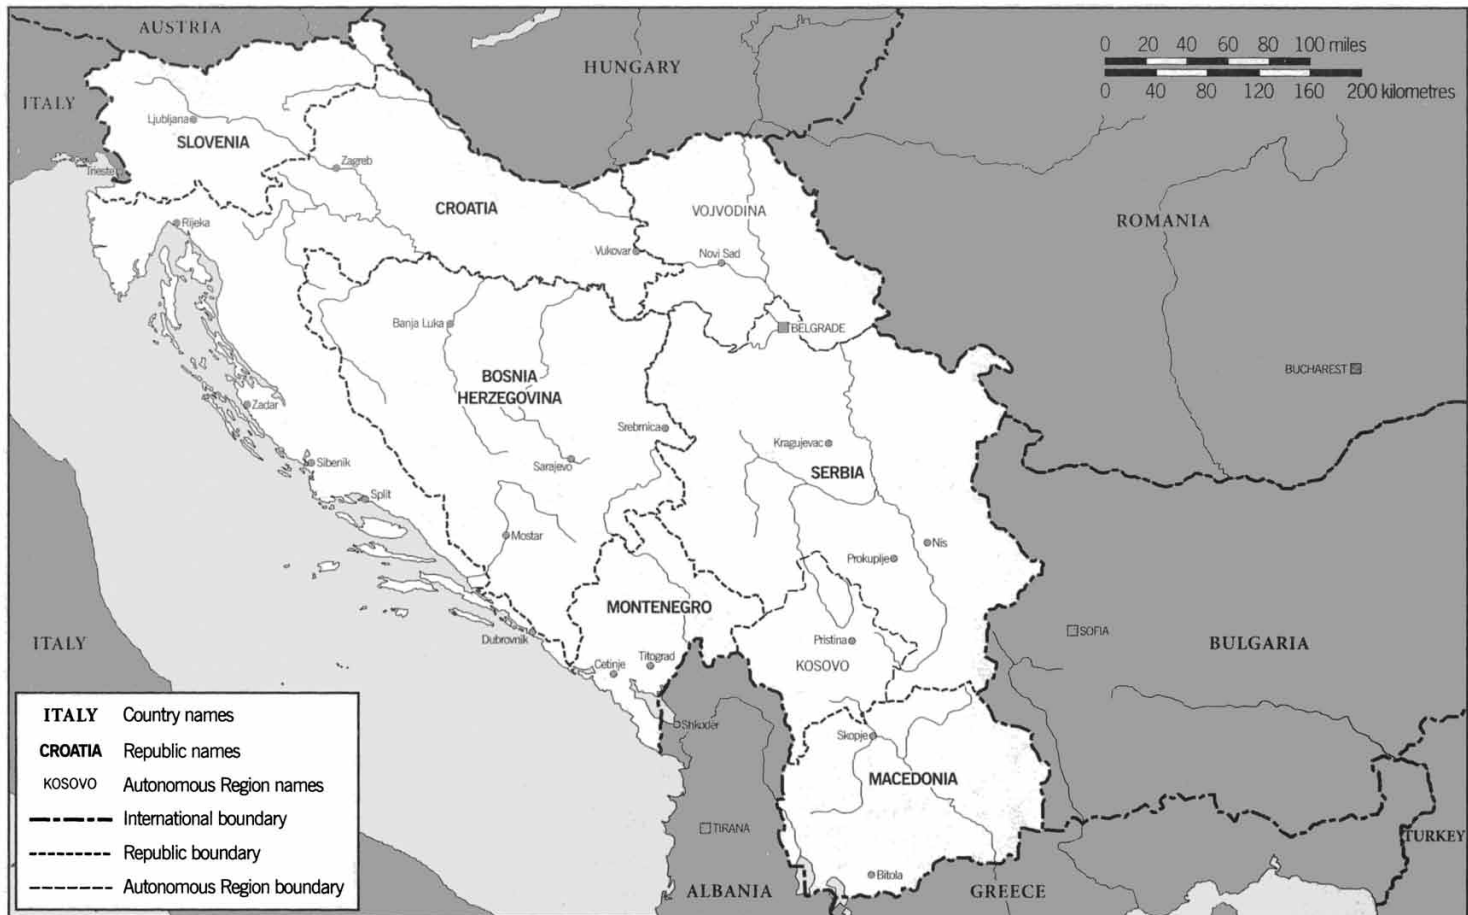 AUSTRIA
HUNGARY
0 20 40 60 80 100 miles
0 40 80 120 160 200 kilometres
ITALY
Ljubljana
SLOVENIA
Zagreb
Trieste
CROATIA
VOJVODINA
ROMANIA
Rijeka
Vukovar
Novi Sad
Banja Luka
BELGRADE
BUCHAREST
BOSNIA
HERZEGOVINA
Zadar
Srebrnica
Kragujevac
Sibenik
Sarajevo
SERBIA
Split
Mostar
Nis
Prokuplje
MONTENEGRO
SOFIA
ITALY
Dubrovnik
Pristina
BULGARIA
Cetinje
Titograd
KOSOVO
Shkoder
Skopje
MACEDONIA
TIRANA
TURKEY
Bitola
ALBANIA
GREECE
ITALY Country names
CROATIA Republic names
KOSOVO Autonomous Region names
International boundary
Republic boundary
Autonomous Region boundary